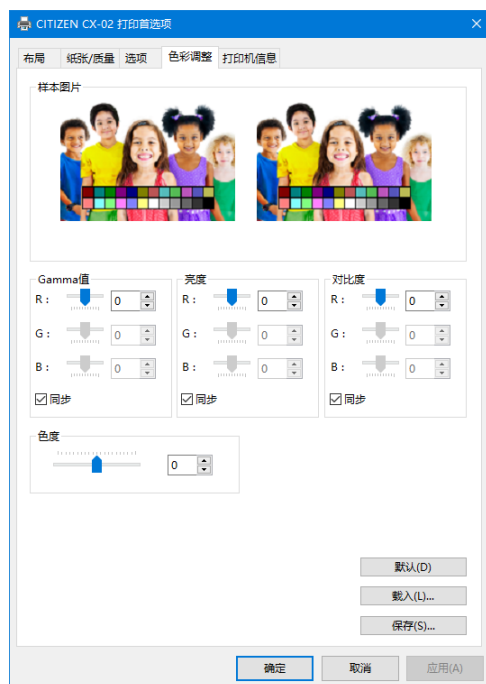 CITIZEN CX-02 打印首选项
布局 纸张/质量 选项 色彩调整 打印机信息
样本图片
Gamma值 亮度 对比度
R： 0 R： 0 R： 0
G： 0 G： 0 G： 0
B： 0 B： 0 B： 0
同步 同步 同步
色度
0
默认(D)
载入(L)...
保存(S)...
确定 取消 应用(A)